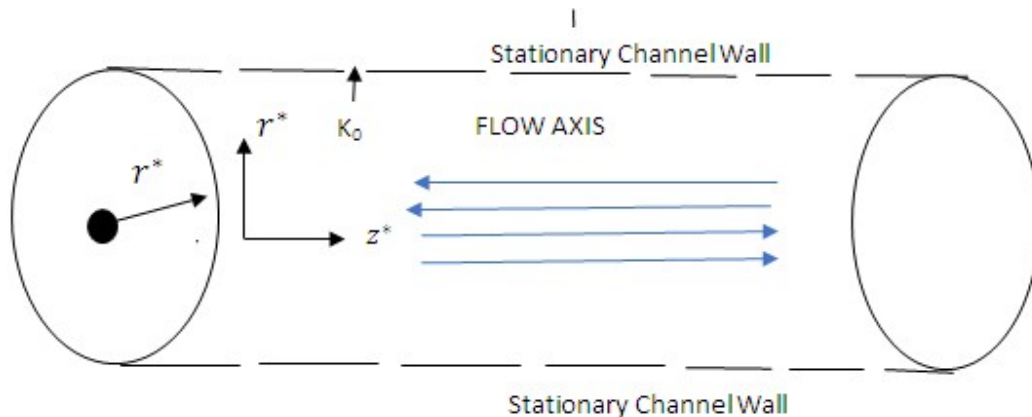 I
Stationary Channel Wall
r*
K₀
FLOW AXIS
r*
z*
Stationary Channel Wall